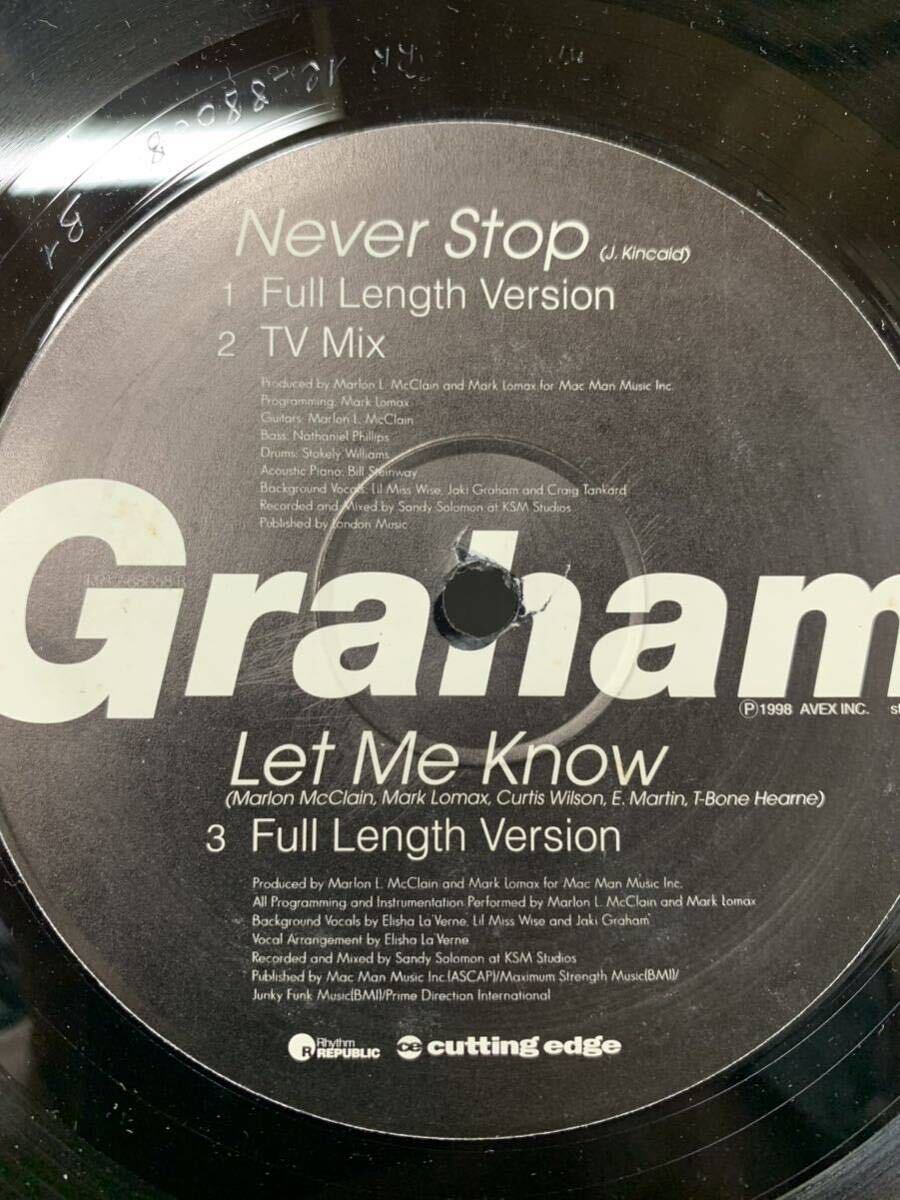 RR 12-88008 B1
Never Stop (J. Kincaid)
1 Full Length Version
2 TV Mix
Produced by Marlon L. McClain and Mark Lomax for Mac Man Music Inc.
Programming: Mark Lomax
Guitars: Marlon L. McClain
Bass: Nathaniel Phillips
Drums: Stokely Williams
Acoustic Piano: Bill Steinway
Background Vocals: Lil Miss Wise, Jaki Graham and Craig Tankard
Recorded and Mixed by Sandy Solomon at KSM Studios
Published by London Music
Graham
Ⓟ1998 AVEX INC.
Let Me Know
(Marlon McClain, Mark Lomax, Curtis Wilson, E. Martin, T-Bone Hearne)
3 Full Length Version
Produced by Marlon L. McClain and Mark Lomax for Mac Man Music Inc.
All Programming and Instrumentation Performed by Marlon L. McClain and Mark Lomax
Background Vocals by Elisha La'Verne, Lil Miss Wise and Jaki Graham
Vocal Arrangement by Elisha La'Verne
Recorded and Mixed by Sandy Solomon at KSM Studios
Published by Mac Man Music Inc.(ASCAP)/Maximum Strength Music(BMI)/
Junky Funk Music(BMI)/Prime Direction International
R Rhythm REPUBLIC ce cutting edge